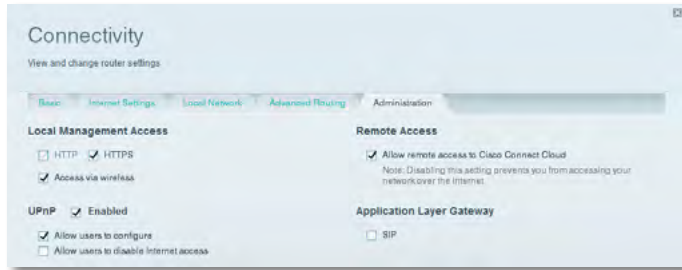 Connectivity
View and change router settings
Basic Internet Settings Local Network Advanced Routing Administration
Local Management Access
HTTP HTTPS
Access via wireless
UPnP Enabled
Allow users to configure
Allow users to disable Internet access
Remote Access
Allow remote access to Cisco Connect Cloud
Note: Disabling this setting prevents you from accessing your
network over the Internet.
Application Layer Gateway
SIP